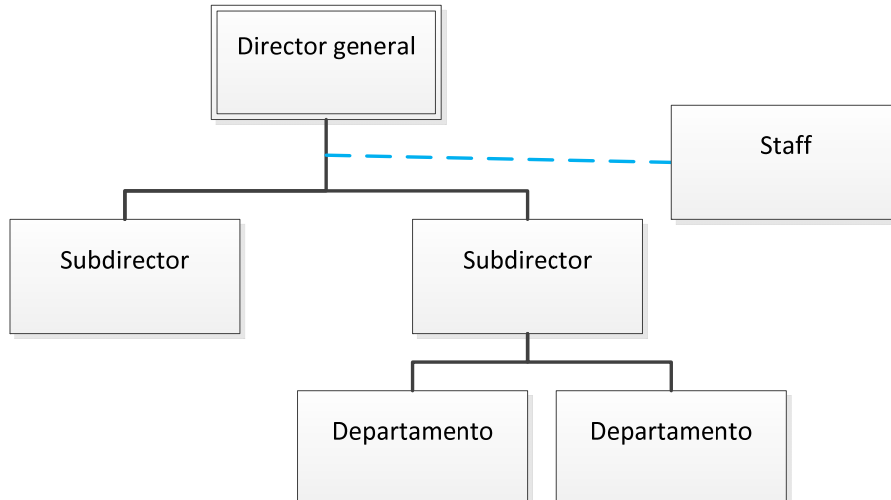 Director general
Staff
Subdirector
Subdirector
Departamento
Departamento